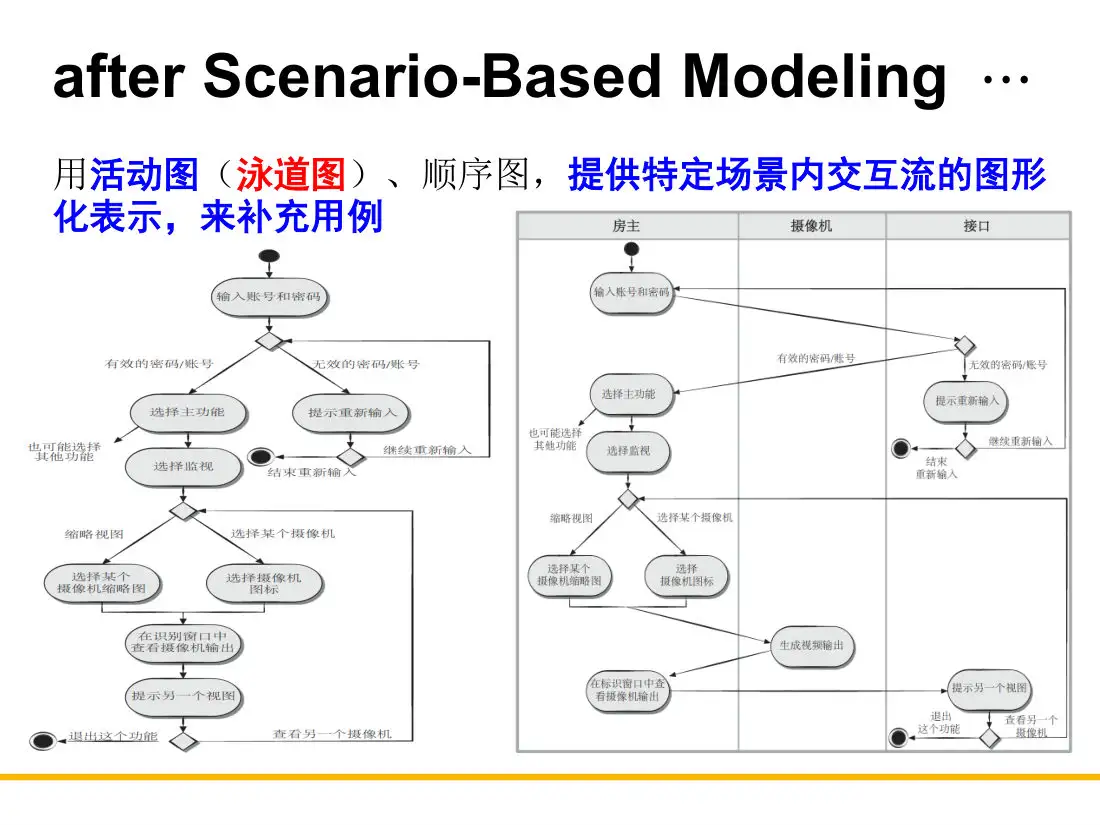 after Scenario-Based Modeling …
用活动图（泳道图）、顺序图，提供特定场景内交互流的图形
化表示，来补充用例
输入账号和密码
有效的密码/账号
无效的密码/账号
选择主功能
提示重新输入
也可能选择
其他功能
继续重新输入
选择监视
结束重新输入
缩略视图
选择某个摄像机
选择某个
摄像机缩略图
选择摄像机
图标
在识别窗口中
查看摄像机输出
提示另一个视图
退出这个功能
查看另一个摄像机
房主
摄像机
接口
输入账号和密码
有效的密码/账号
无效的密码/账号
选择主功能
提示重新输入
也可能选择
其他功能
选择监视
继续重新输入
结束
重新输入
缩略视图
选择某个摄像机
选择某个
摄像机缩略图
选择
摄像机图标
生成视频输出
在标识窗口中查
看摄像机输出
提示另一个视图
退出
这个功能
查看另一个
摄像机